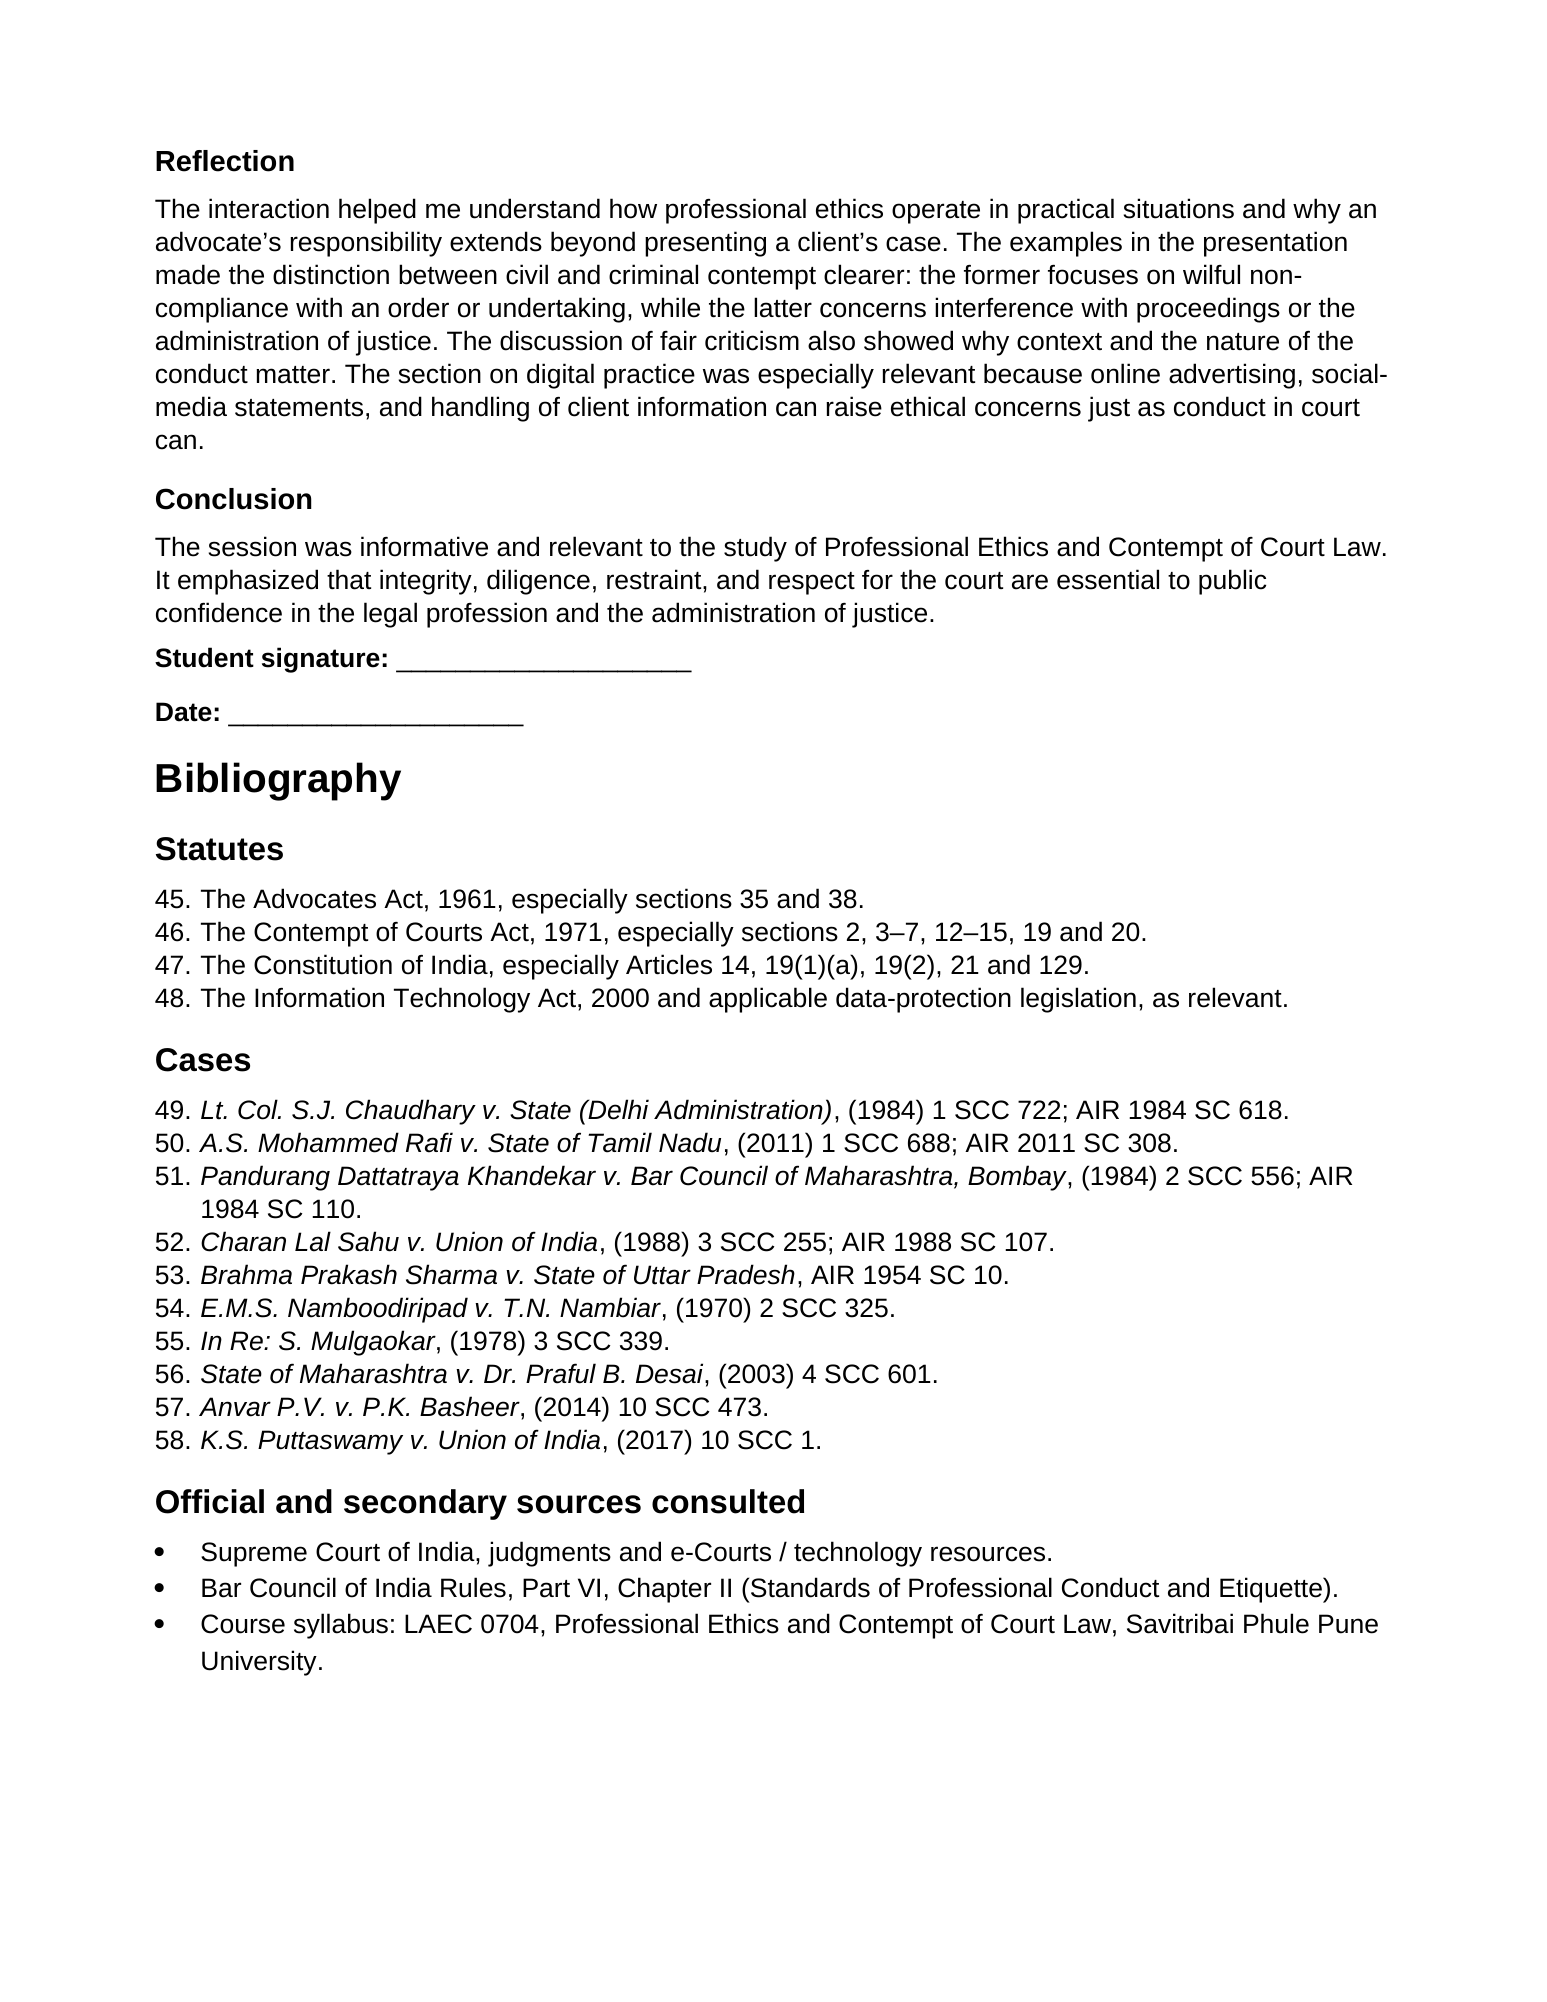 Reflection
The interaction helped me understand how professional ethics operate in practical situations and why an
advocate’s responsibility extends beyond presenting a client’s case. The examples in the presentation
made the distinction between civil and criminal contempt clearer: the former focuses on wilful non-
compliance with an order or undertaking, while the latter concerns interference with proceedings or the
administration of justice. The discussion of fair criticism also showed why context and the nature of the
conduct matter. The section on digital practice was especially relevant because online advertising, social-
media statements, and handling of client information can raise ethical concerns just as conduct in court
can.
Conclusion
The session was informative and relevant to the study of Professional Ethics and Contempt of Court Law.
It emphasized that integrity, diligence, restraint, and respect for the court are essential to public
confidence in the legal profession and the administration of justice.
Student signature: ____________________
Date: ____________________
Bibliography
Statutes
45. The Advocates Act, 1961, especially sections 35 and 38.
46. The Contempt of Courts Act, 1971, especially sections 2, 3–7, 12–15, 19 and 20.
47. The Constitution of India, especially Articles 14, 19(1)(a), 19(2), 21 and 129.
48. The Information Technology Act, 2000 and applicable data-protection legislation, as relevant.
Cases
49. Lt. Col. S.J. Chaudhary v. State (Delhi Administration), (1984) 1 SCC 722; AIR 1984 SC 618.
50. A.S. Mohammed Rafi v. State of Tamil Nadu, (2011) 1 SCC 688; AIR 2011 SC 308.
51. Pandurang Dattatraya Khandekar v. Bar Council of Maharashtra, Bombay, (1984) 2 SCC 556; AIR
1984 SC 110.
52. Charan Lal Sahu v. Union of India, (1988) 3 SCC 255; AIR 1988 SC 107.
53. Brahma Prakash Sharma v. State of Uttar Pradesh, AIR 1954 SC 10.
54. E.M.S. Namboodiripad v. T.N. Nambiar, (1970) 2 SCC 325.
55. In Re: S. Mulgaokar, (1978) 3 SCC 339.
56. State of Maharashtra v. Dr. Praful B. Desai, (2003) 4 SCC 601.
57. Anvar P.V. v. P.K. Basheer, (2014) 10 SCC 473.
58. K.S. Puttaswamy v. Union of India, (2017) 10 SCC 1.
Official and secondary sources consulted
• Supreme Court of India, judgments and e-Courts / technology resources.
• Bar Council of India Rules, Part VI, Chapter II (Standards of Professional Conduct and Etiquette).
• Course syllabus: LAEC 0704, Professional Ethics and Contempt of Court Law, Savitribai Phule Pune
University.